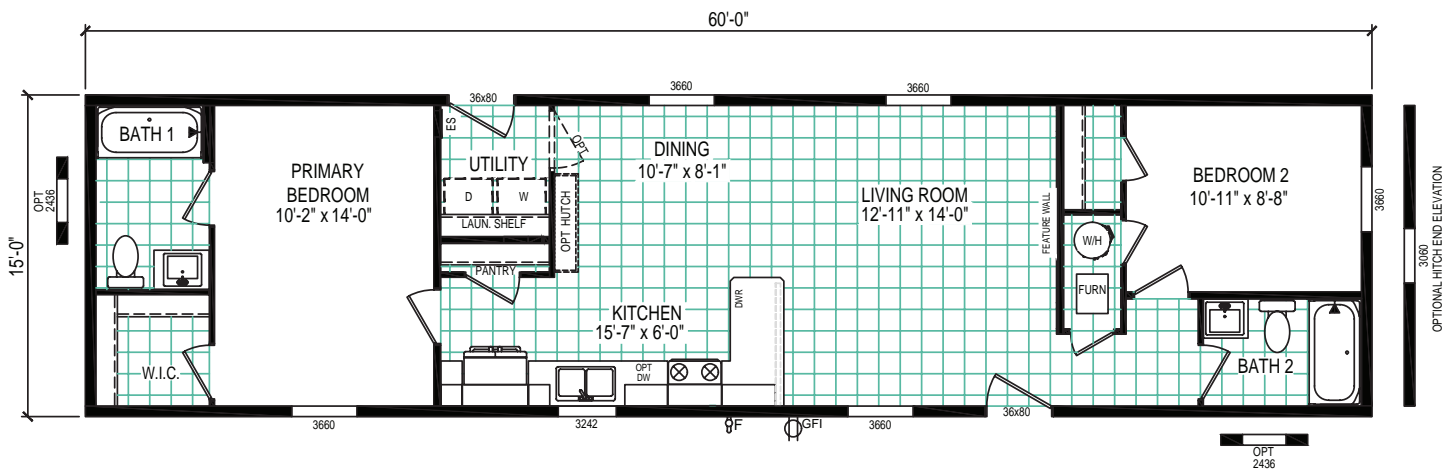 60'-0"
36x80
3660
3660
BATH 1
ES
UTILITY
OPT
DINING
10'-7" x 8'-1"
PRIMARY
BEDROOM
10'-2" x 14'-0"
D
W
LAUN. SHELF
OPT HUTCH
LIVING ROOM
12'-11" x 14'-0"
FEATURE WALL
BEDROOM 2
10'-11" x 8'-8"
3660
OPT
2436
15'-0"
W/H
FURN
3060
OPTIONAL HITCH END ELEVATION
PANTRY
DWR
KITCHEN
15'-7" x 6'-0"
W.I.C.
OPT
DW
BATH 2
3660
3242
F
GFI
3660
36x80
OPT
2436